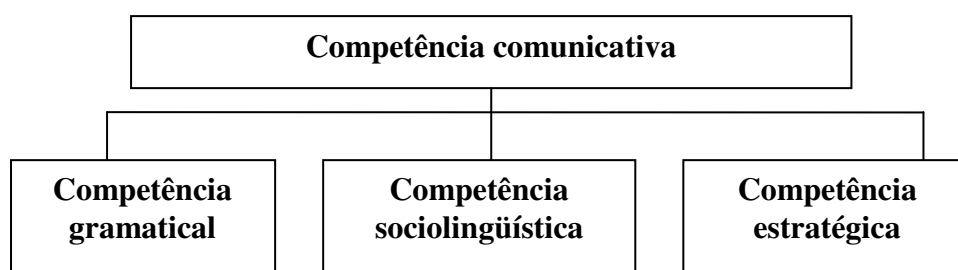 Competência comunicativa
Competência
gramatical
Competência
sociolingüística
Competência
estratégica